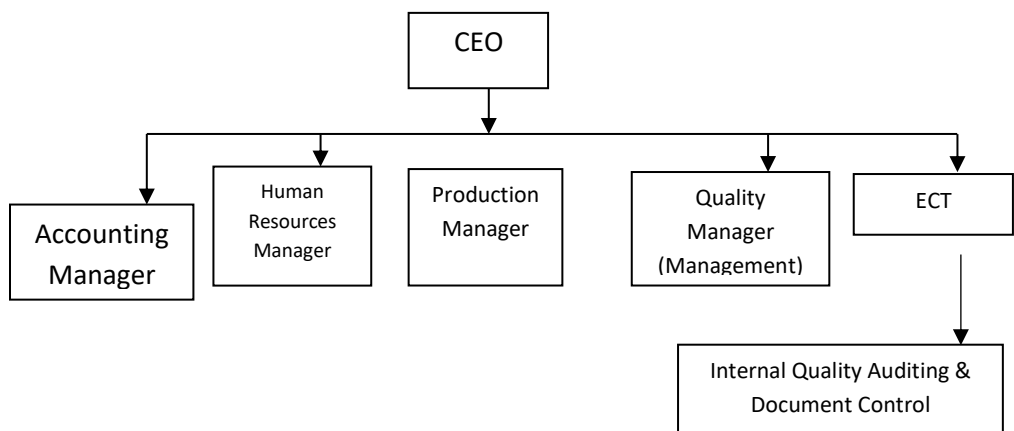 CEO
Accounting
Manager
Human
Resources
Manager
Production
Manager
Quality
Manager
(Management)
ECT
Internal Quality Auditing &
Document Control